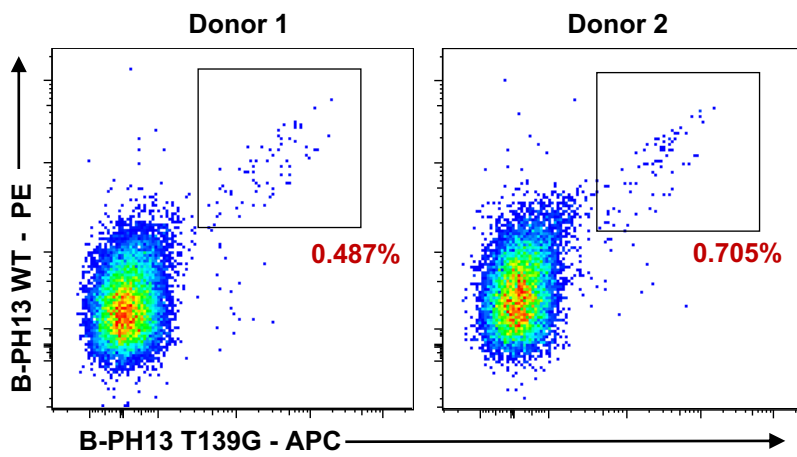 Donor 1
Donor 2
B-PH13 WT - PE
0.487%
0.705%
B-PH13 T139G - APC